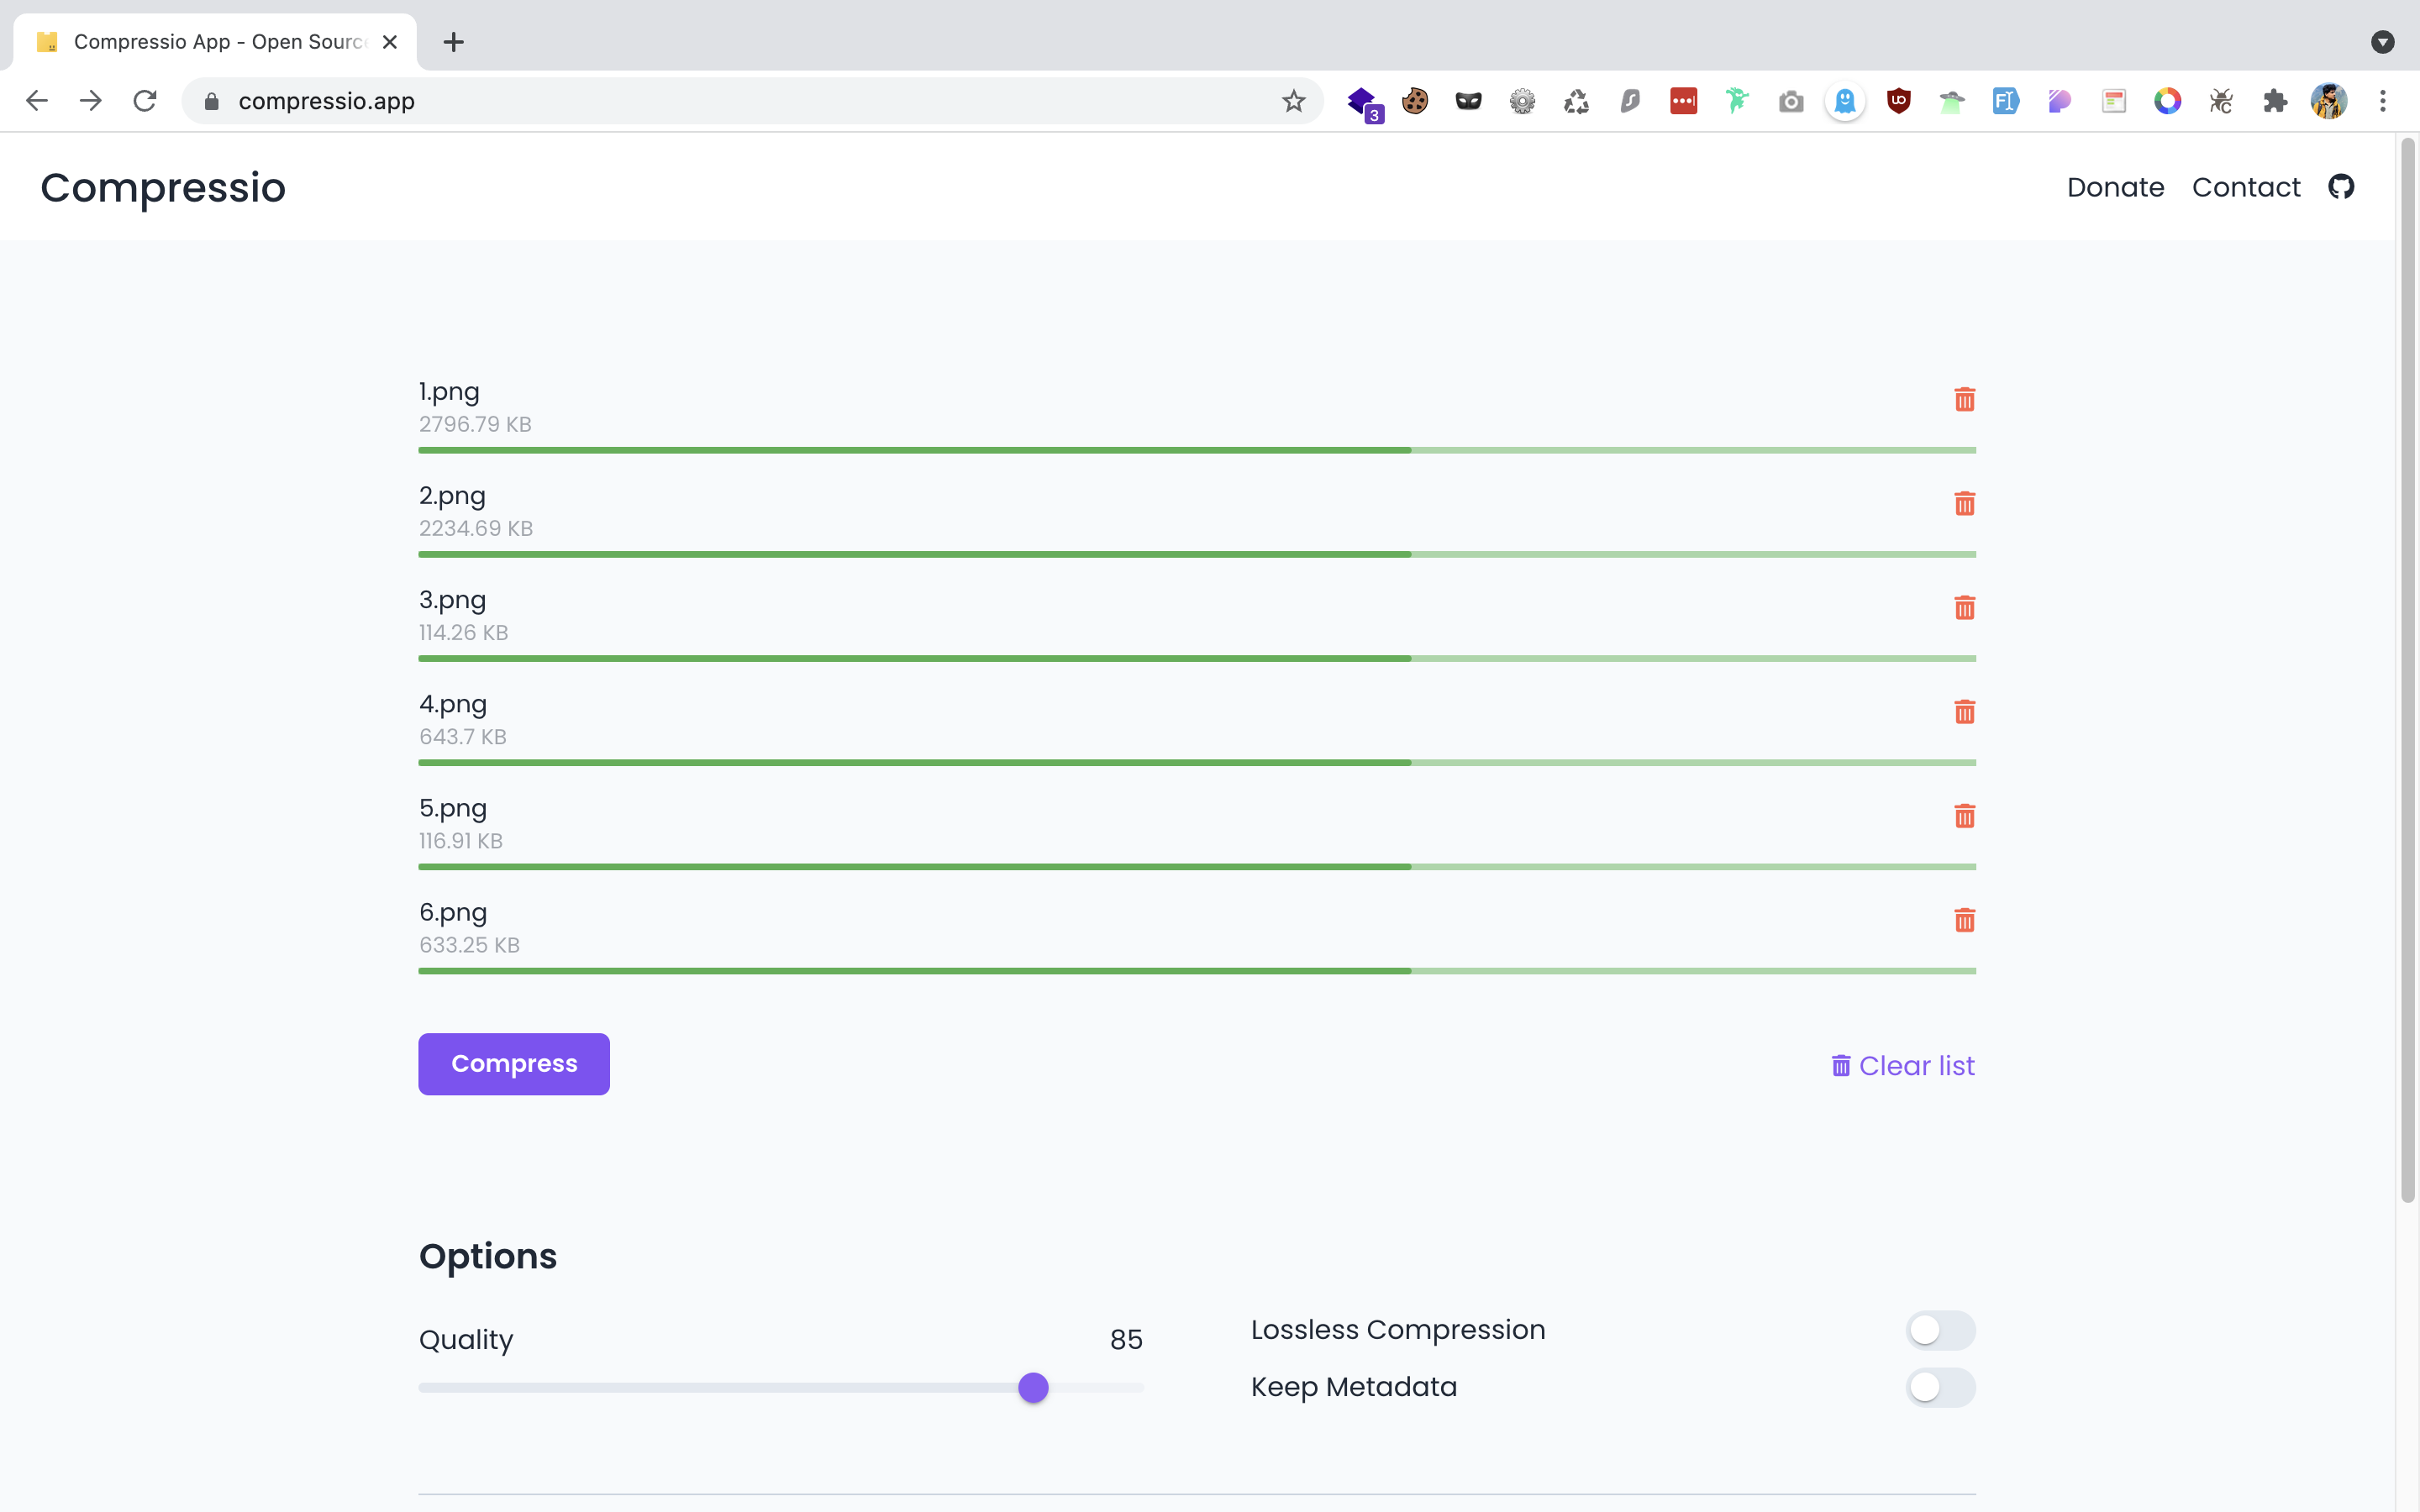 Compressio App - Open Sourc
compressio.app
3
Compressio
Donate Contact
1.png
2796.79 KB
2.png
2234.69 KB
3.png
114.26 KB
4.png
643.7 KB
5.png
116.91 KB
6.png
633.25 KB
Compress
Clear list
Options
Quality 85
Lossless Compression
Keep Metadata